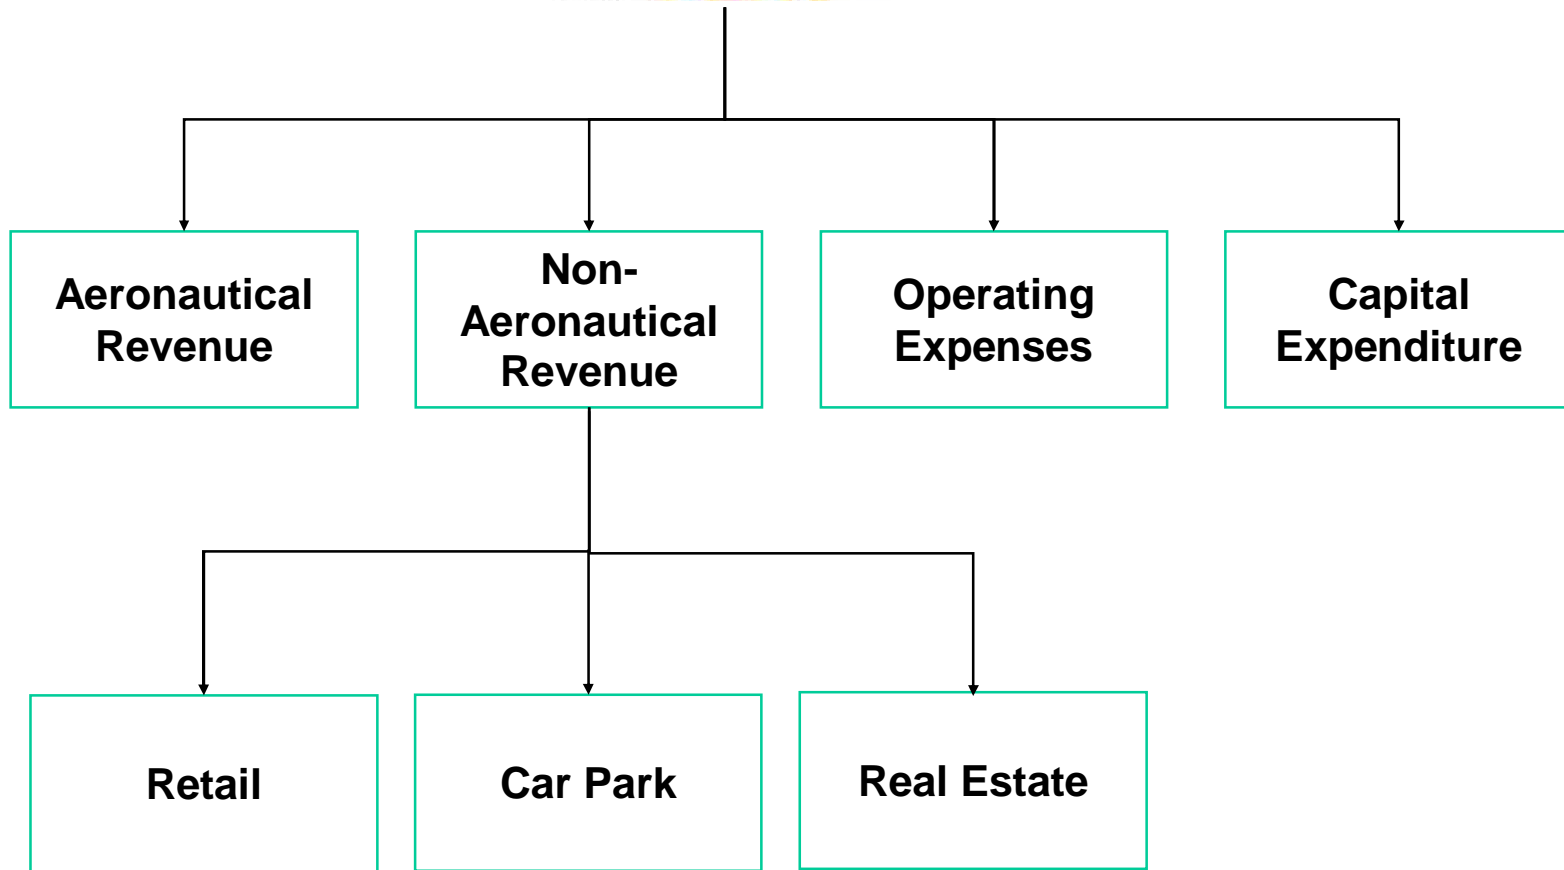 Aeronautical
Revenue
Non-
Aeronautical
Revenue
Operating
Expenses
Capital
Expenditure
Retail
Car Park
Real Estate